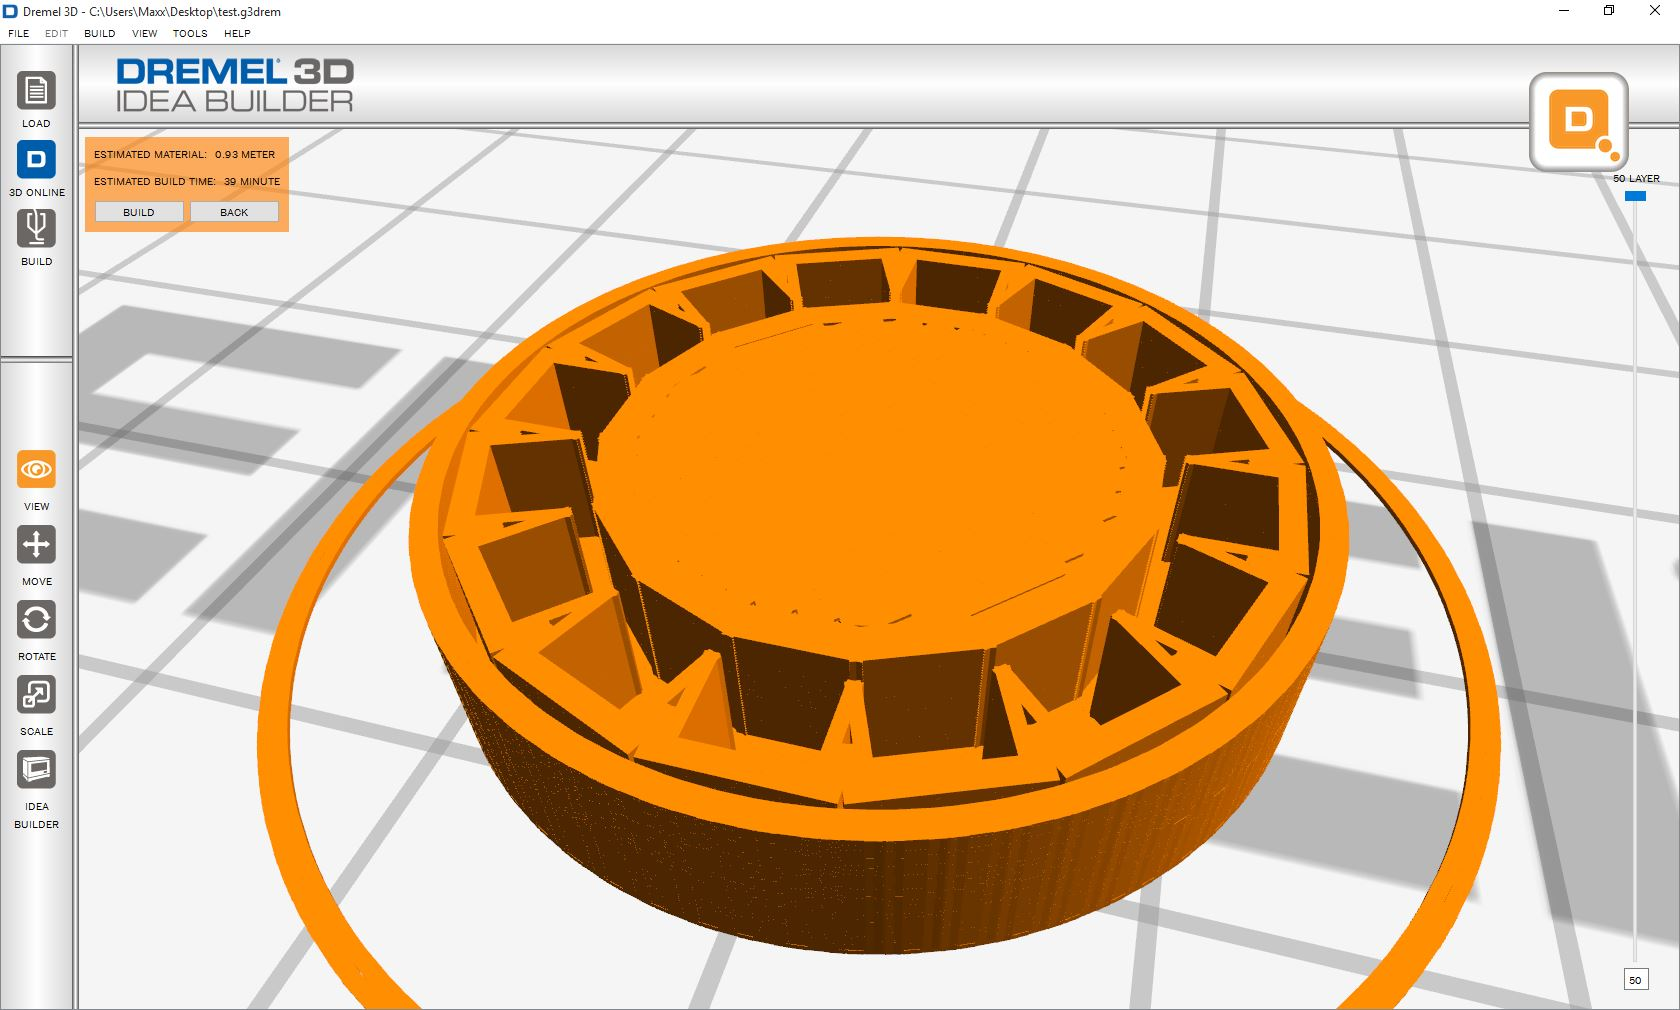 Dremel 3D - C:\Users\Maxx\Desktop\test.g3drem
FILE EDIT BUILD VIEW TOOLS HELP
DREMEL 3D
IDEA BUILDER
D
LOAD
D
3D ONLINE
BUILD
VIEW
MOVE
ROTATE
SCALE
IDEA
BUILDER
ESTIMATED MATERIAL: 0.93 METER
ESTIMATED BUILD TIME: 39 MINUTE
BUILD BACK
D
50 LAYER
50